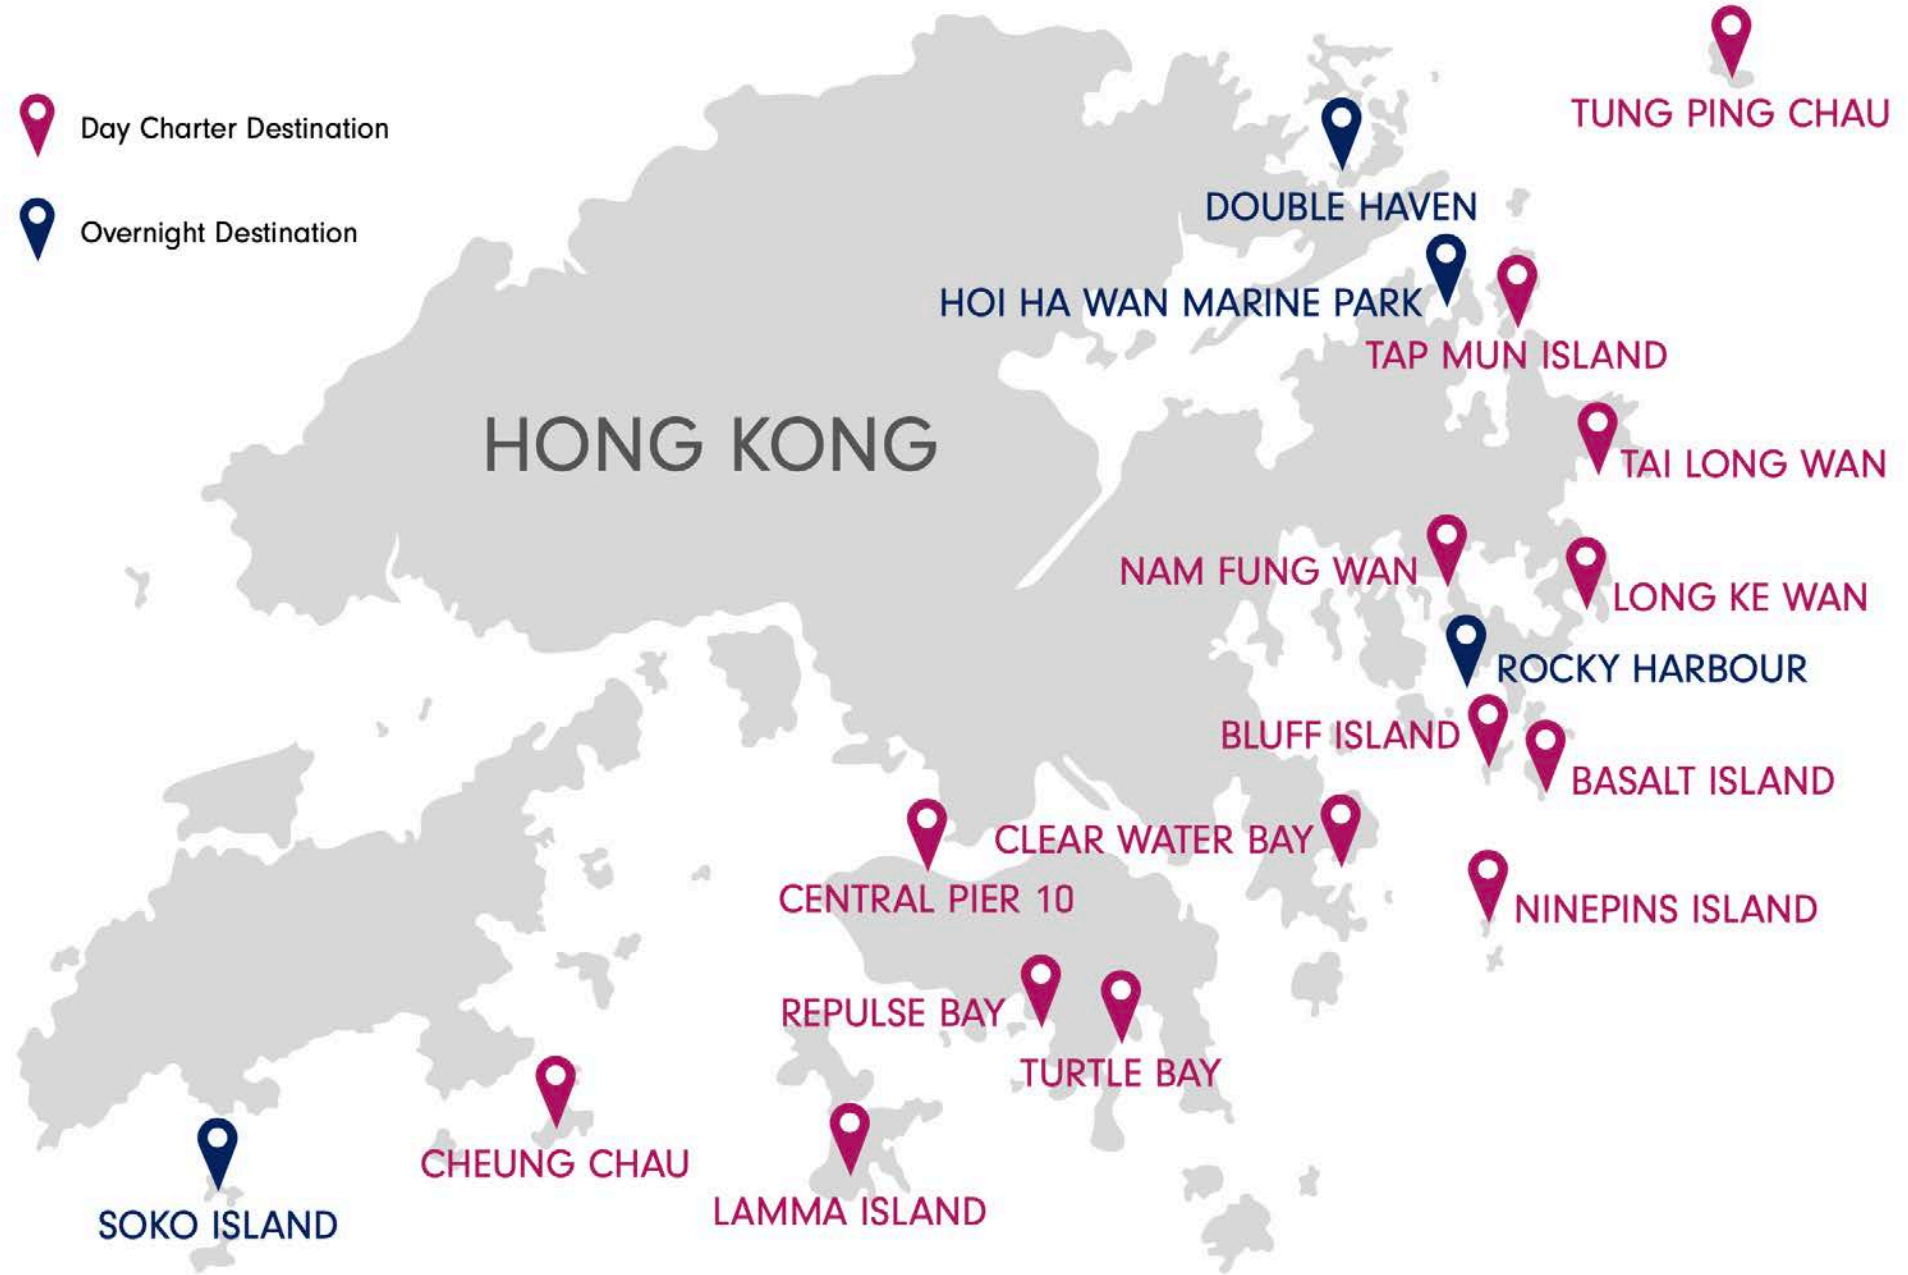 TUNG PING CHAU
Day Charter Destination
DOUBLE HAVEN
Overnight Destination
HOI HA WAN MARINE PARK
TAP MUN ISLAND
HONG KONG
TAI LONG WAN
NAM FUNG WAN
LONG KE WAN
ROCKY HARBOUR
BLUFF ISLAND
BASALT ISLAND
CLEAR WATER BAY
CENTRAL PIER 10
NINEPINS ISLAND
REPULSE BAY
TURTLE BAY
CHEUNG CHAU
LAMMA ISLAND
SOKO ISLAND